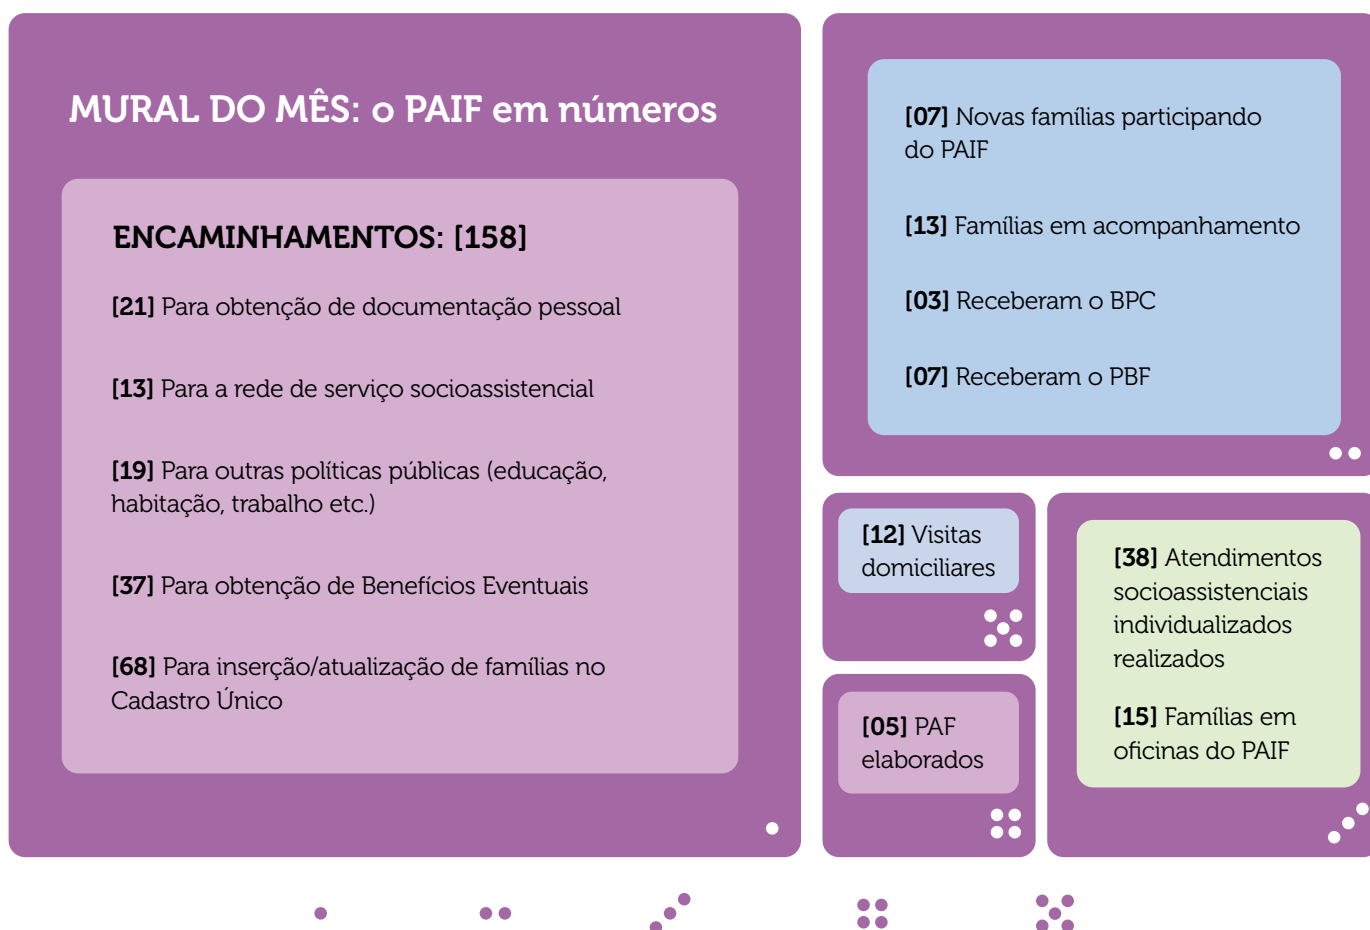 MURAL DO MÊS: o PAIF em números
ENCAMINHAMENTOS: [158]
[21] Para obtenção de documentação pessoal
[13] Para a rede de serviço socioassistencial
[19] Para outras políticas públicas (educação,
habitação, trabalho etc.)
[37] Para obtenção de Benefícios Eventuais
[68] Para inserção/atualização de famílias no
Cadastro Único
[07] Novas famílias participando
do PAIF
[13] Famílias em acompanhamento
[03] Receberam o BPC
[07] Receberam o PBF
[12] Visitas
domiciliares
[05] PAF
elaborados
[38] Atendimentos
socioassistenciais
individualizados
realizados
[15] Famílias em
oficinas do PAIF